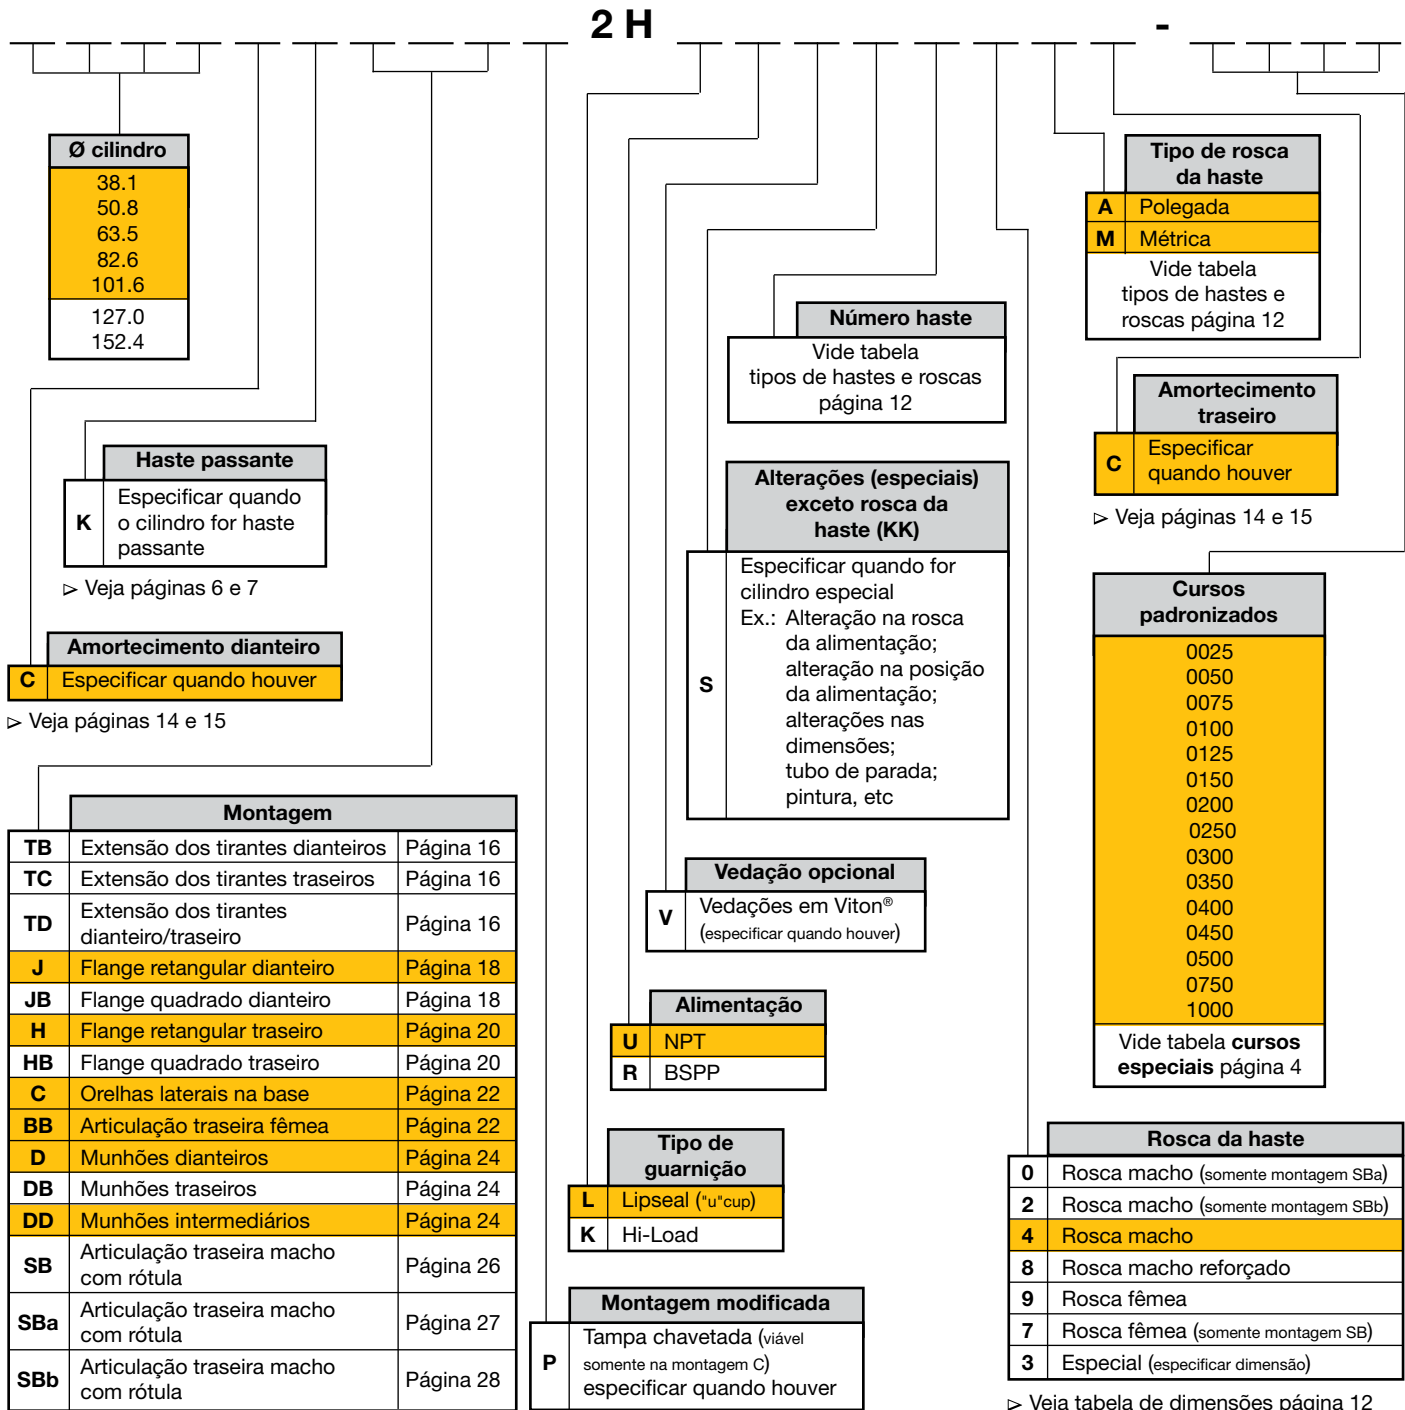 2 H -
Ø cilindro
38.1
50.8
63.5
82.6
101.6
127.0
152.4
Haste passante
K Especificar quando
o cilindro for haste
passante
▷ Veja páginas 6 e 7
Amortecimento dianteiro
C Especificar quando houver
▷ Veja páginas 14 e 15
Montagem
TB Extensão dos tirantes dianteiros Página 16
TC Extensão dos tirantes traseiros Página 16
TD Extensão dos tirantes
dianteiro/traseiro Página 16
J Flange retangular dianteiro Página 18
JB Flange quadrado dianteiro Página 18
H Flange retangular traseiro Página 20
HB Flange quadrado traseiro Página 20
C Orelhas laterais na base Página 22
BB Articulação traseira fêmea Página 22
D Munhões dianteiros Página 24
DB Munhões traseiros Página 24
DD Munhões intermediários Página 24
SB Articulação traseira macho
com rótula Página 26
SBa Articulação traseira macho
com rótula Página 27
SBb Articulação traseira macho
com rótula Página 28
Montagem modificada
P Tampa chavetada (viável
somente na montagem C)
especificar quando houver
Tipo de
guarnição
L Lipseal ("u"cup)
K Hi-Load
Alimentação
U NPT
R BSPP
Vedação opcional
V Vedações em Viton®
(especificar quando houver)
Alterações (especiais)
exceto rosca da
haste (KK)
S Especificar quando for
cilindro especial
Ex.: Alteração na rosca
da alimentação;
alteração na posição
da alimentação;
alterações nas
dimensões;
tubo de parada;
pintura, etc
Número haste
Vide tabela
tipos de hastes e roscas
página 12
Tipo de rosca
da haste
A Polegada
M Métrica
Vide tabela
tipos de hastes e
roscas página 12
Amortecimento
traseiro
C Especificar
quando houver
▷ Veja páginas 14 e 15
Cursos
padronizados
0025
0050
0075
0100
0125
0150
0200
0250
0300
0350
0400
0450
0500
0750
1000
Vide tabela cursos
especiais página 4
Rosca da haste
0 Rosca macho (somente montagem SBa)
2 Rosca macho (somente montagem SBb)
4 Rosca macho
8 Rosca macho reforçado
9 Rosca fêmea
7 Rosca fêmea (somente montagem SB)
3 Especial (especificar dimensão)
▷ Veja tabela de dimensões página 12